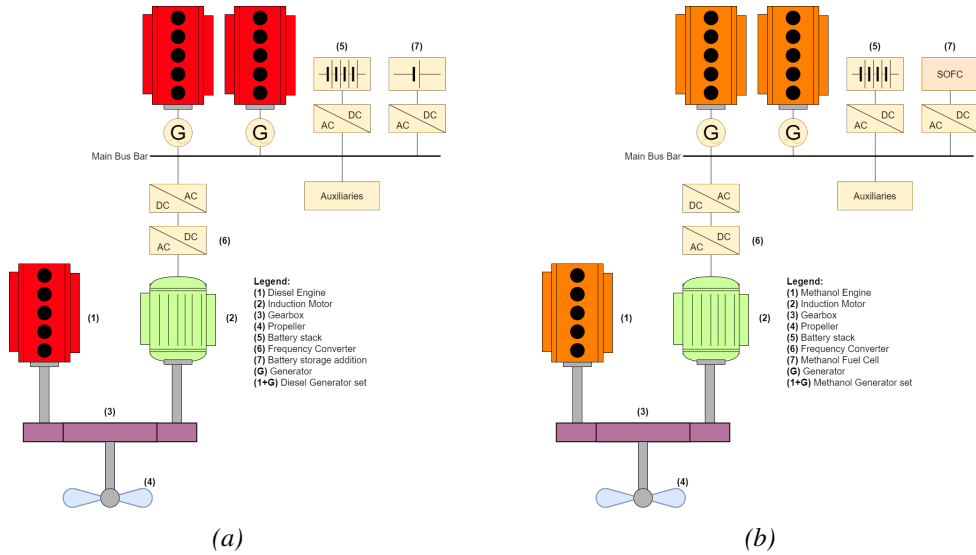 (5)
(7)
DC
AC
DC
AC
G
G
Main Bus Bar
AC
DC
Auxiliaries
DC
AC
(6)
(1)
(2)
Legend:
(1) Diesel Engine
(2) Induction Motor
(3) Gearbox
(4) Propeller
(5) Battery stack
(6) Frequency Converter
(7) Battery storage addition
(G) Generator
(1+G) Diesel Generator set
(3)
(4)
(a)
(5)
(7)
SOFC
DC
AC
DC
AC
G
G
Main Bus Bar
AC
DC
Auxiliaries
DC
AC
(6)
(1)
(2)
Legend:
(1) Methanol Engine
(2) Induction Motor
(3) Gearbox
(4) Propeller
(5) Battery stack
(6) Frequency Converter
(7) Methanol Fuel Cell
(G) Generator
(1+G) Methanol Generator set
(3)
(4)
(b)